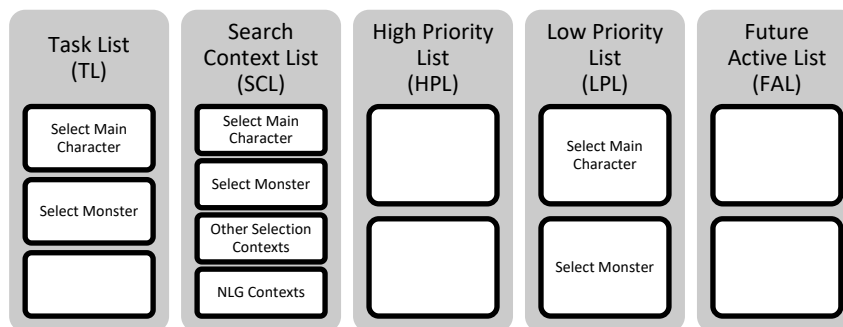 Task List
(TL)
Select Main
Character
Select Monster
Search
Context List
(SCL)
Select Main
Character
Select Monster
Other Selection
Contexts
NLG Contexts
High Priority
List
(HPL)
Low Priority
List
(LPL)
Select Main
Character
Select Monster
Future
Active List
(FAL)